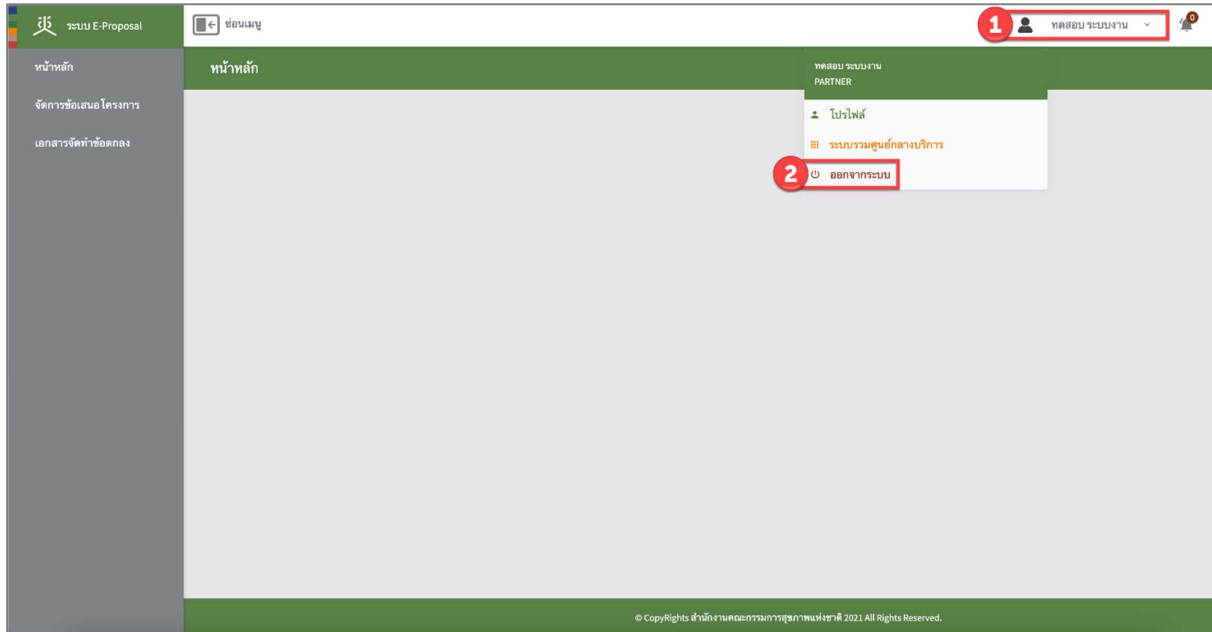 ระบบ E-Proposal
ซ่อนเมนู
1
ทดสอบ ระบบงาน
0
หน้าหลัก
จัดการข้อเสนอโครงการ
เอกสารจัดทำข้อตกลง
หน้าหลัก
ทดสอบ ระบบงาน
PARTNER
โปรไฟล์
ระบบรวมศูนย์กลางบริการ
2
ออกจากระบบ
© CopyRights สำนักงานคณะกรรมการสุขภาพแห่งชาติ 2021 All Rights Reserved.